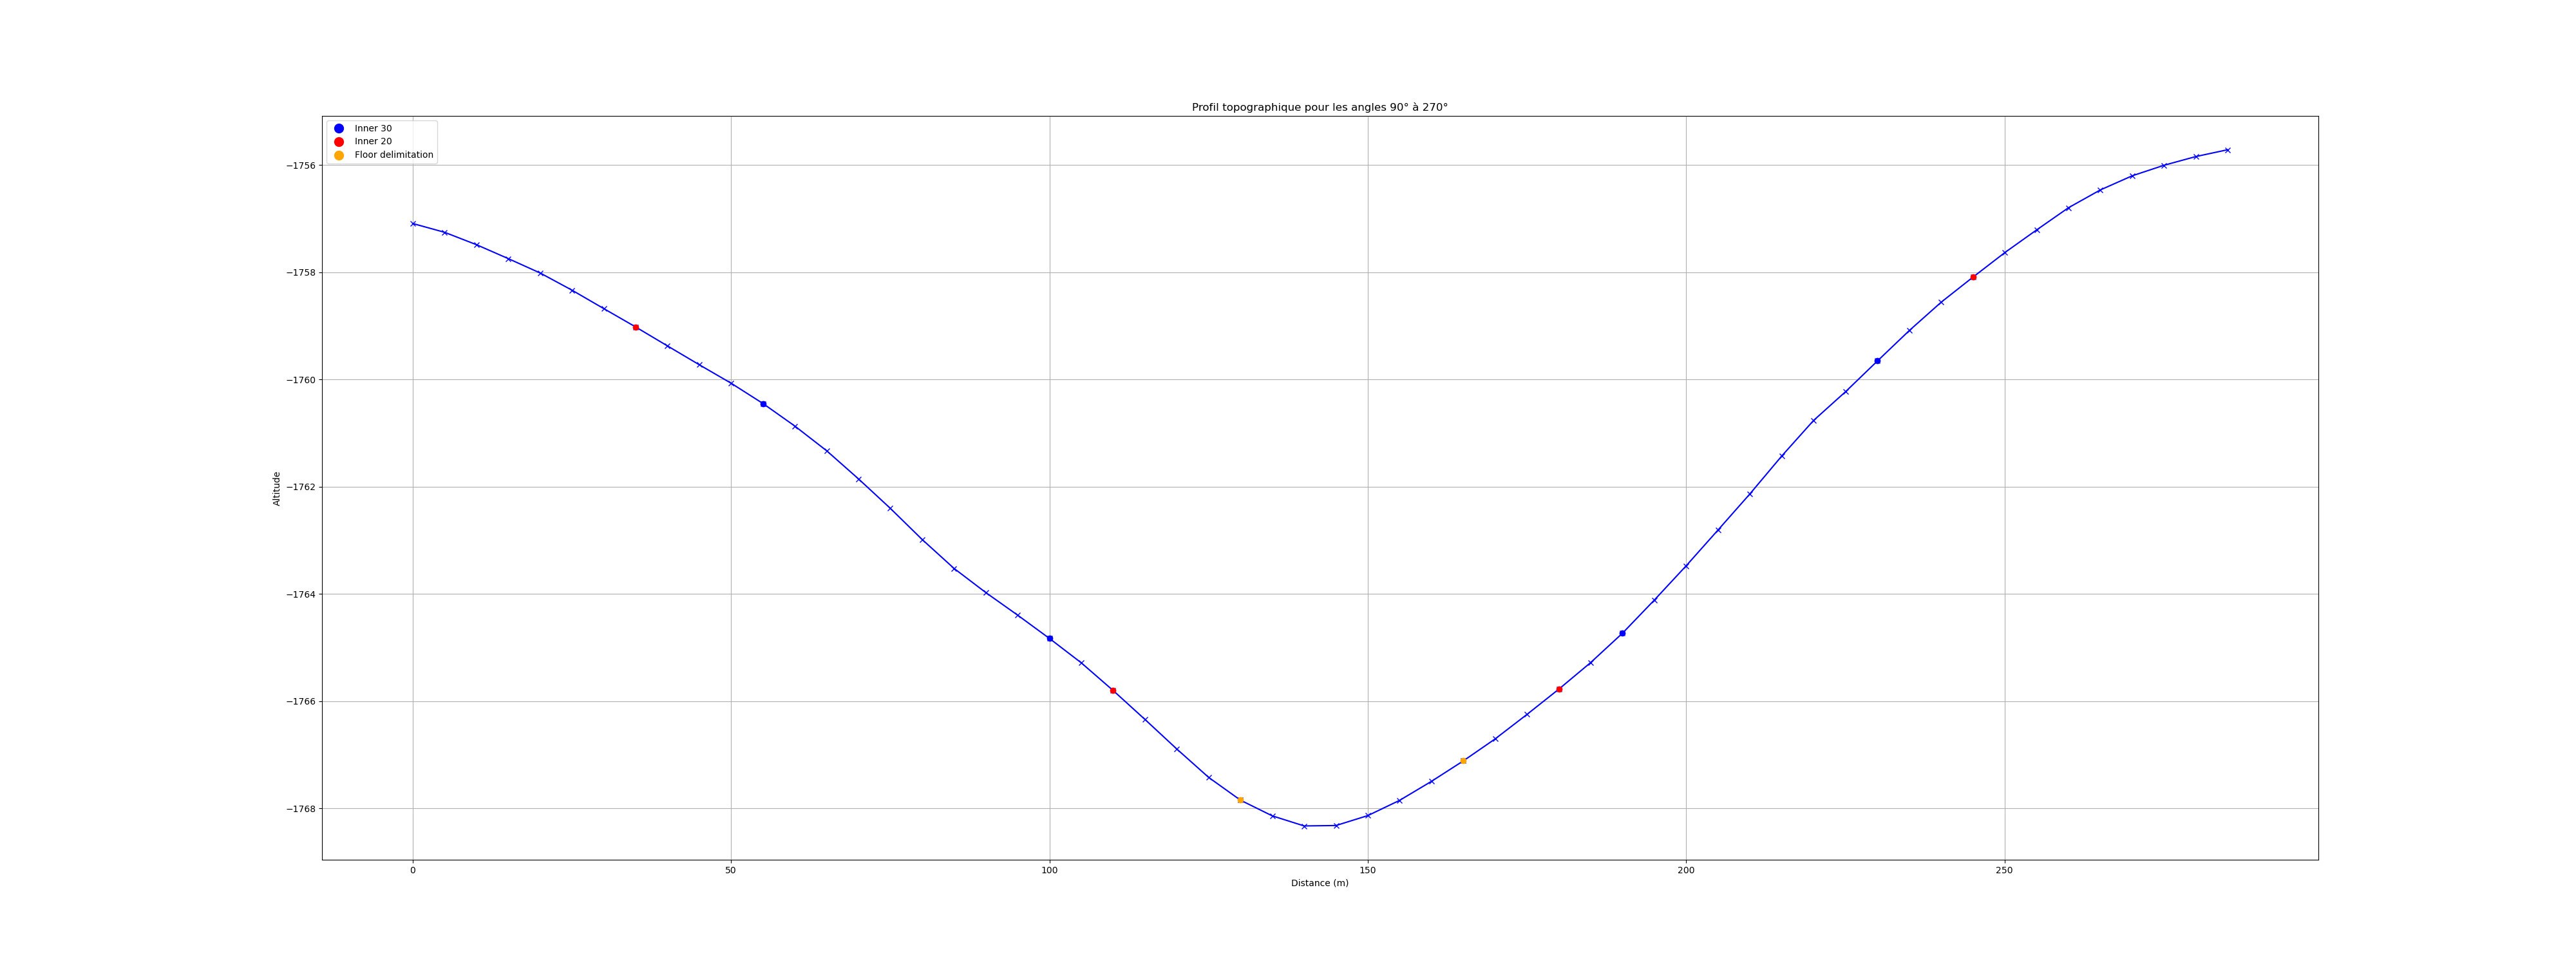 Profil topographique pour les angles 90° à 270°
Inner 30
Inner 20
Floor delimitation
−1756
−1758
−1760
−1762
−1764
−1766
−1768
Altitude
0 50 100 150 200 250
Distance (m)